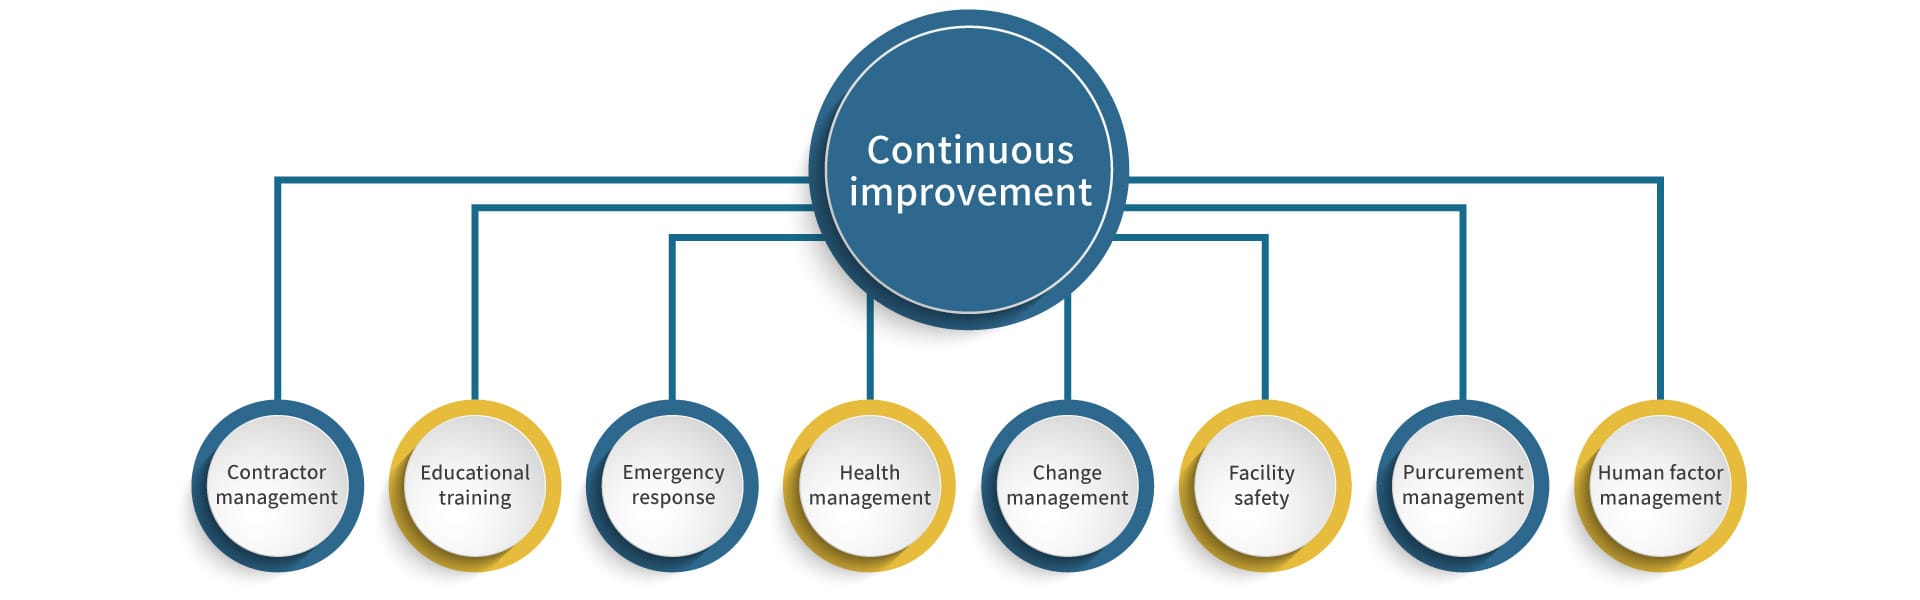 Continuous
improvement
Contractor
management
Educational
training
Emergency
response
Health
management
Change
management
Facility
safety
Purcurement
management
Human factor
management